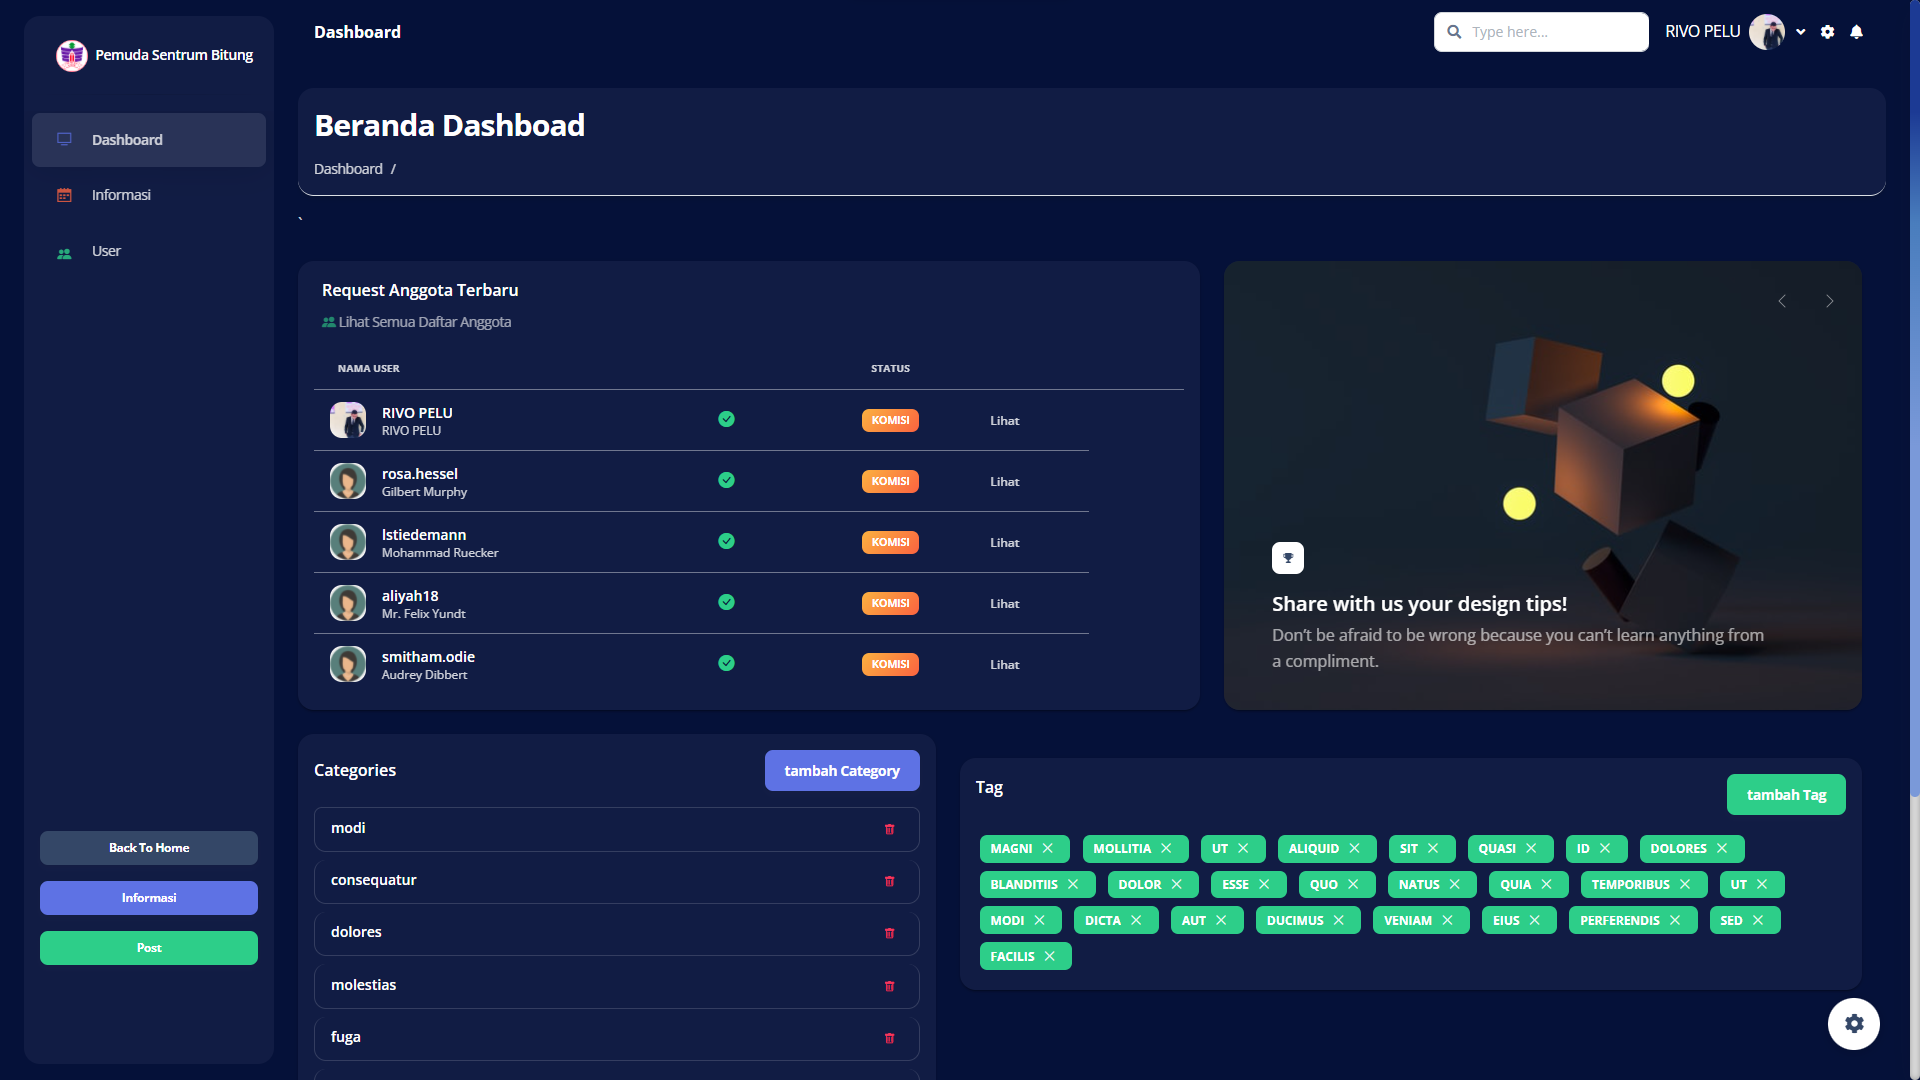 Pemuda Sentrum Bitung
Dashboard
Informasi
User
Back To Home
Informasi
Post
Dashboard
Type here...
RIVO PELU
Beranda Dashboad
Dashboard /
`
Request Anggota Terbaru
Lihat Semua Daftar Anggota
NAMA USER STATUS
RIVO PELU
RIVO PELU
KOMISI
Lihat
rosa.hessel
Gilbert Murphy
KOMISI
Lihat
lstiedemann
Mohammad Ruecker
KOMISI
Lihat
aliyah18
Mr. Felix Yundt
KOMISI
Lihat
smitham.odie
Audrey Dibbert
KOMISI
Lihat
Share with us your design tips!
Don't be afraid to be wrong because you can't learn anything from
a compliment.
Categories
tambah Category
modi
consequatur
dolores
molestias
fuga
Tag
tambah Tag
MAGNI MOLLITIA UT ALIQUID SIT QUASI ID DOLORES
BLANDITIIS DOLOR ESSE QUO NATUS QUIA TEMPORIBUS UT
MODI DICTA AUT DUCIMUS VENIAM EIUS PERFERENDIS SED
FACILIS